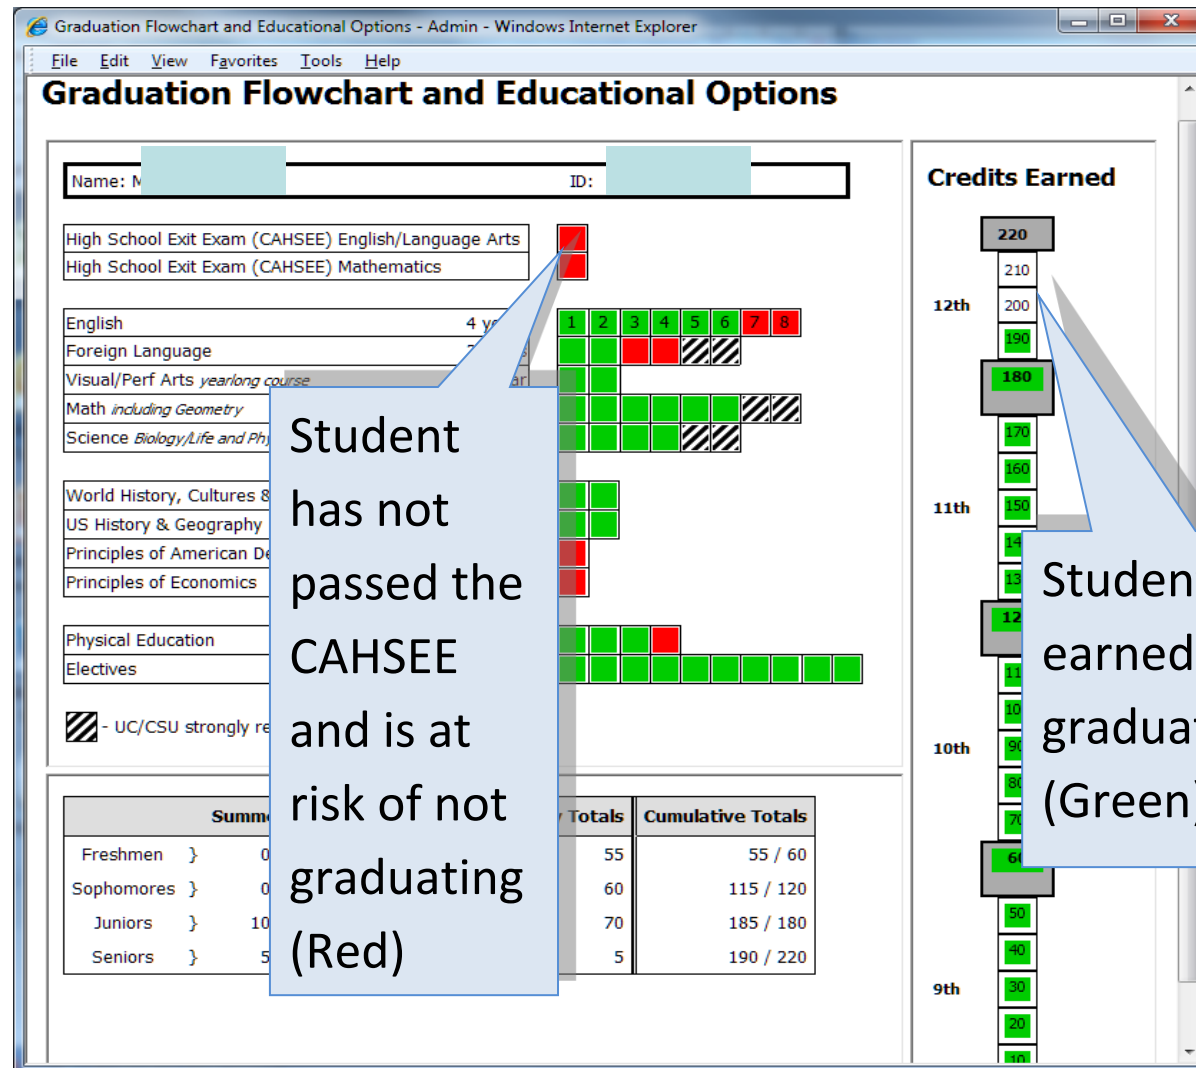 Graduation Flowchart and Educational Options - Admin - Windows Internet Explorer
File Edit View Favorites Tools Help
Graduation Flowchart and Educational Options
Name: ID:
High School Exit Exam (CAHSEE) English/Language Arts
High School Exit Exam (CAHSEE) Mathematics
English 4 1 2 3 4 5 6 7 8
Foreign Language
Visual/Perf Arts yearlong course
Math including Geometry
Science Biology/Life and
World History, Cultures
US History & Geography
Principles of American
Principles of Economics
Physical Education
Electives
- UC/CSU strongly
Student
has not
passed the
CAHSEE
and is at
risk of not
graduating
(Red)
Totals Cumulative Totals
Freshmen } 0 55 55 / 60
Sophomores } 0 60 115 / 120
Juniors } 10 70 185 / 180
Seniors } 5 5 190 / 220
Credits Earned
220
210
12th 200
190
180
170
160
11th 150
10th
50
40
9th 30
20
10
earned
(Green)